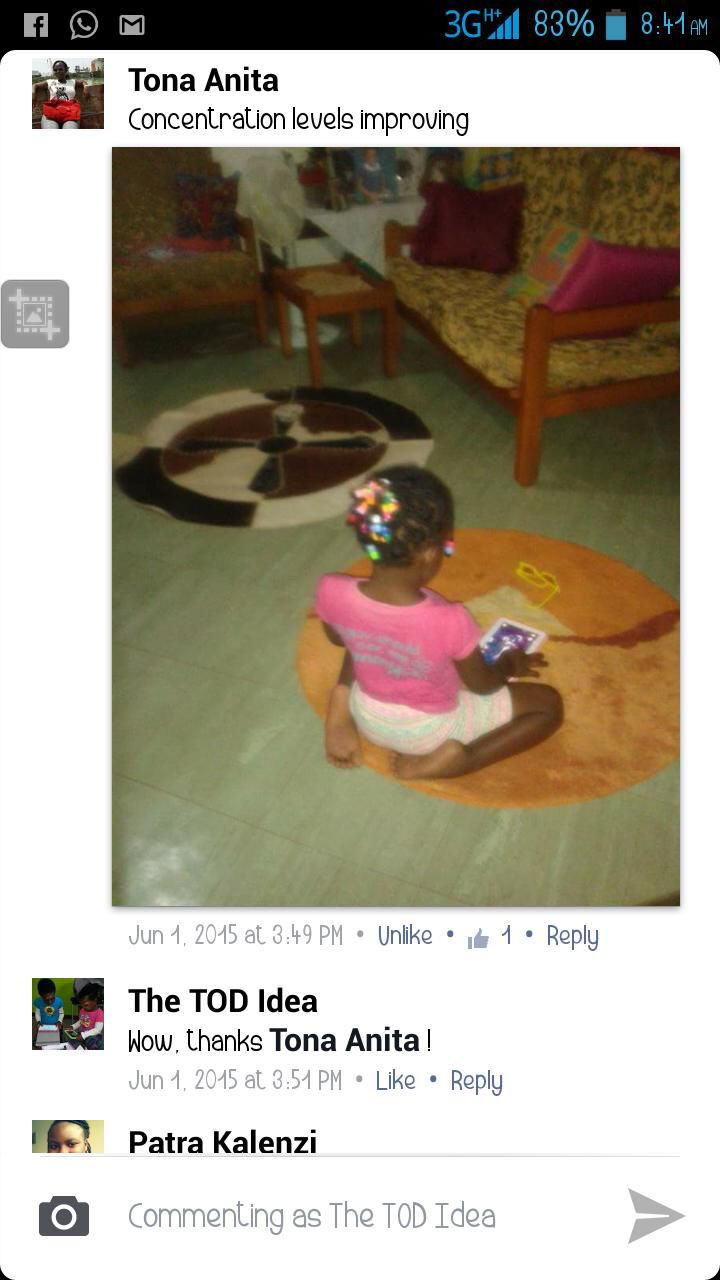 3G H+ 83% 8:41 AM
Tona Anita
Concentration levels improving
Jun 1, 2015 at 3:49 PM • Unlike • 1 • Reply
The TOD Idea
Wow, thanks Tona Anita !
Jun 1, 2015 at 3:51 PM • Like • Reply
Patra Kalenzi
Commenting as The TOD Idea